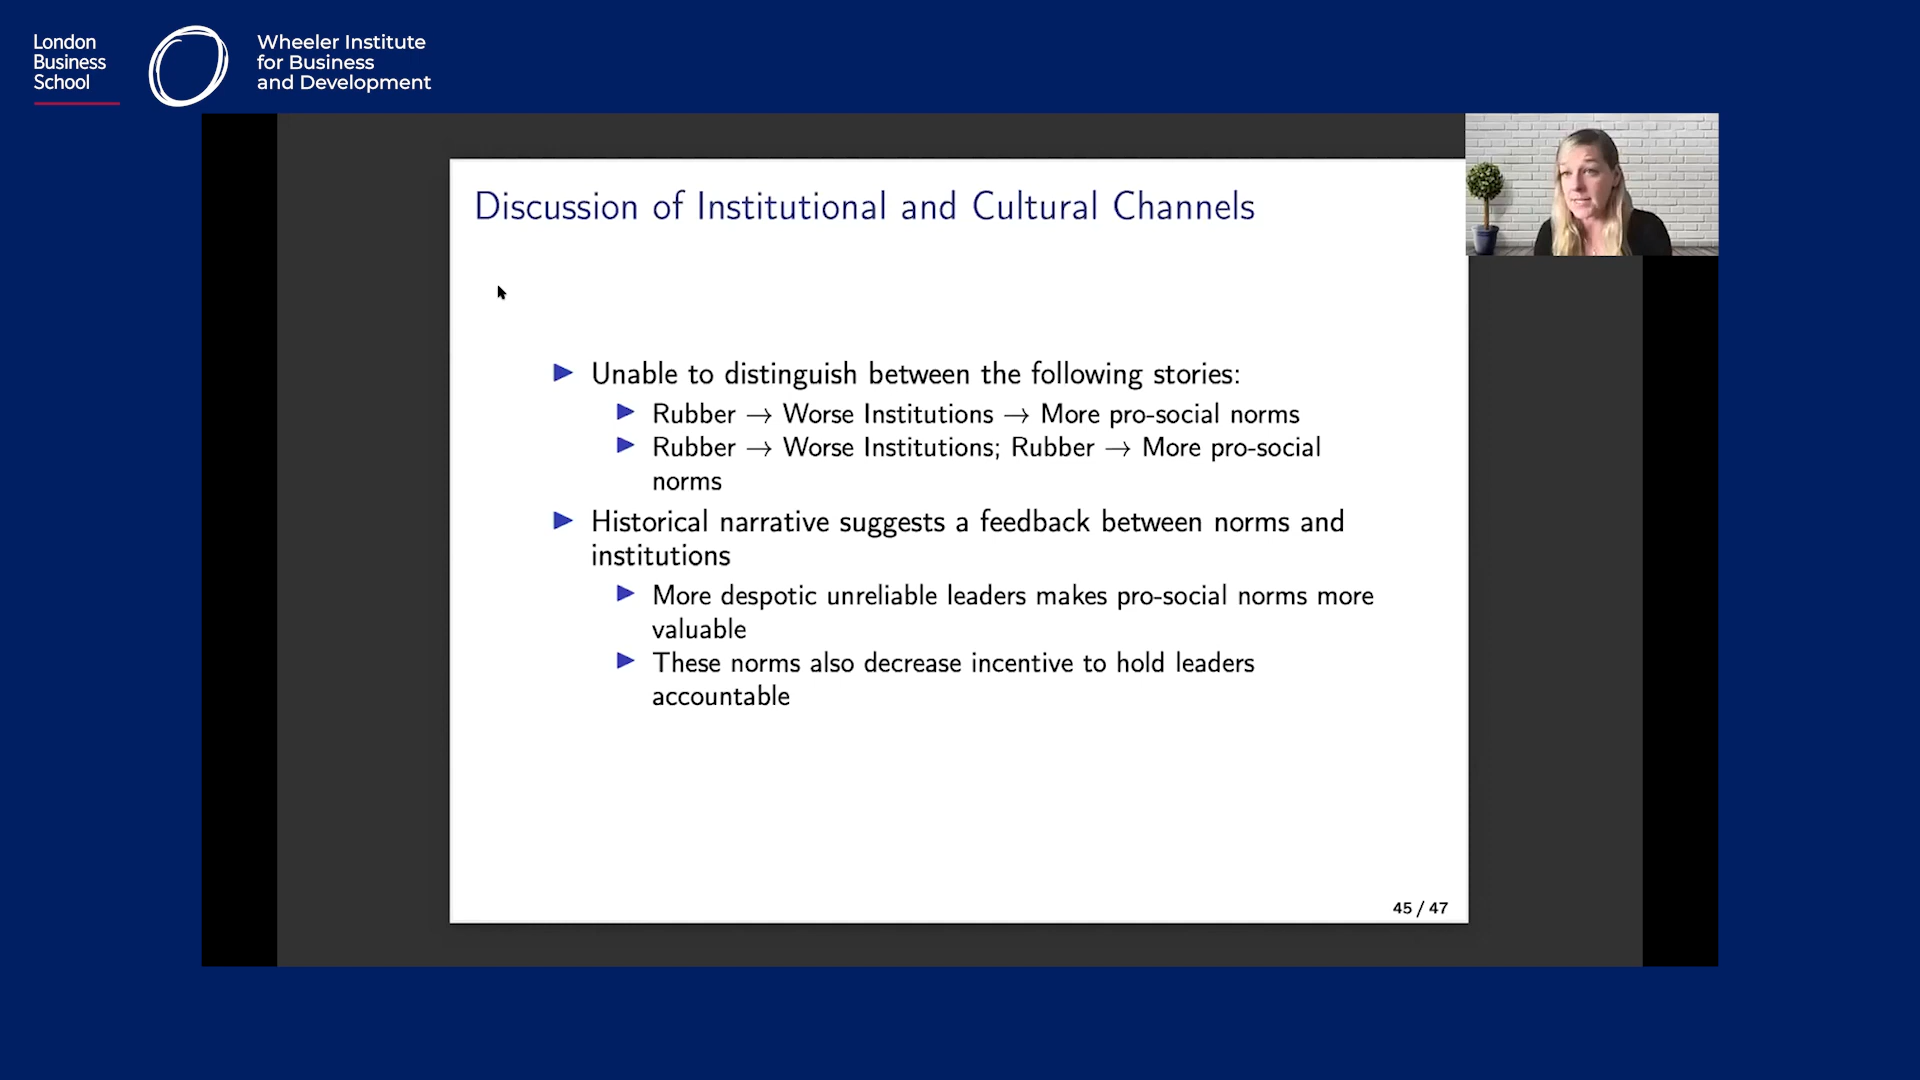 London
Business
School
Wheeler Institute
for Business
and Development
Discussion of Institutional and Cultural Channels
Unable to distinguish between the following stories:
Rubber → Worse Institutions → More pro-social norms
Rubber → Worse Institutions; Rubber → More pro-social
norms
Historical narrative suggests a feedback between norms and
institutions
More despotic unreliable leaders makes pro-social norms more
valuable
These norms also decrease incentive to hold leaders
accountable
45 / 47